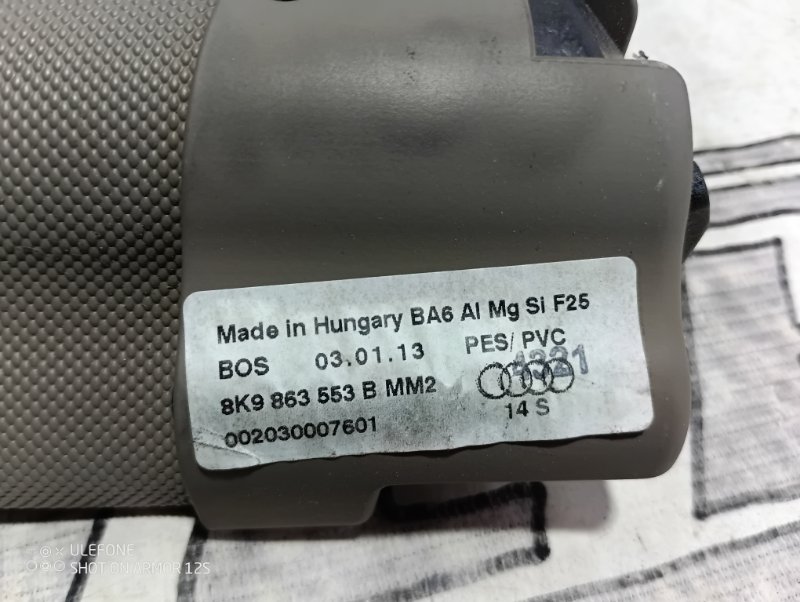 Made in Hungary BA6 Al Mg Si F25
BOS 03.01.13 PES/ PVC
1321
8K9 863 553 B MM2
14 S
002030007601
ULEFONE
SHOT ON ARMOR 12S